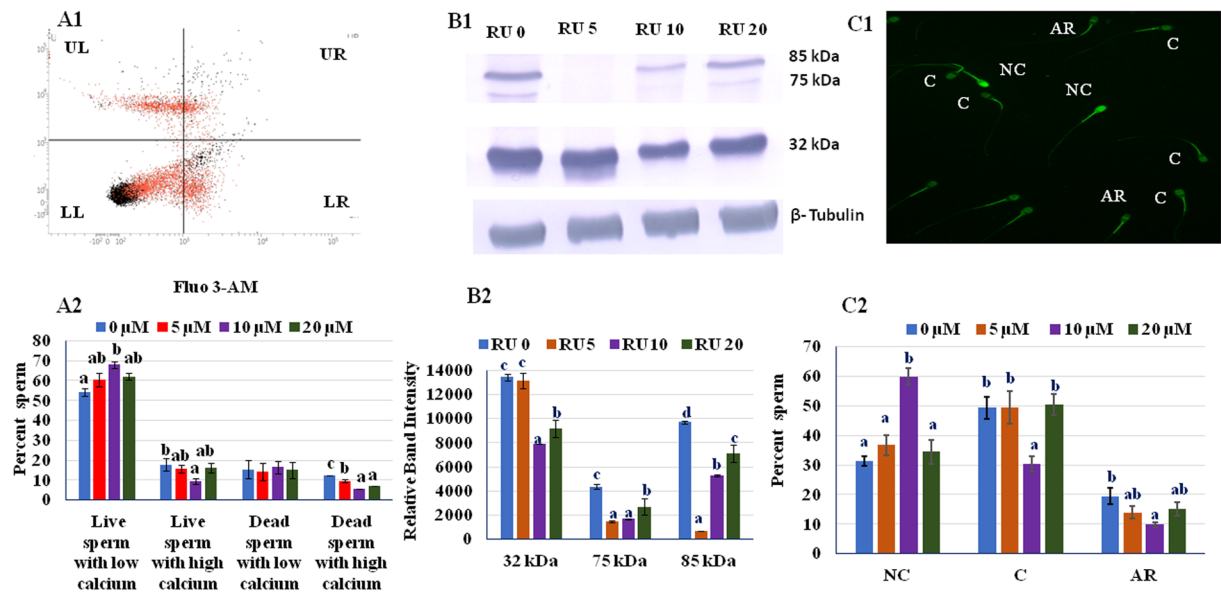 A1
UL
UR
LL
LR
-10² 0 10² 10³ 10⁴ 10⁵
Fluo 3-AM
B1
RU 0 RU 5 RU 10 RU 20
85 kDa
75 kDa
32 kDa
β- Tubulin
C1
AR
C
NC
C
NC
C
C
AR
C
A2
0 µM 5 µM 10 µM 20 µM
Percent sperm
80
70
60
50
40
30
20
10
0
a ab b ab
b ab a ab
c b a a
Live sperm with low calcium
Live sperm with high calcium
Dead sperm with low calcium
Dead sperm with high calcium
B2
RU 0 RU5 RU10 RU 20
Relative Band Intensity
14000
12000
10000
8000
6000
4000
2000
0
c c a b
c a a b
d a b c
32 kDa 75 kDa 85 kDa
C2
0 µM 5 µM 10 µM 20 µM
Percent sperm
70
60
50
40
30
20
10
0
a a b a
b b a b
b ab a ab
NC C AR